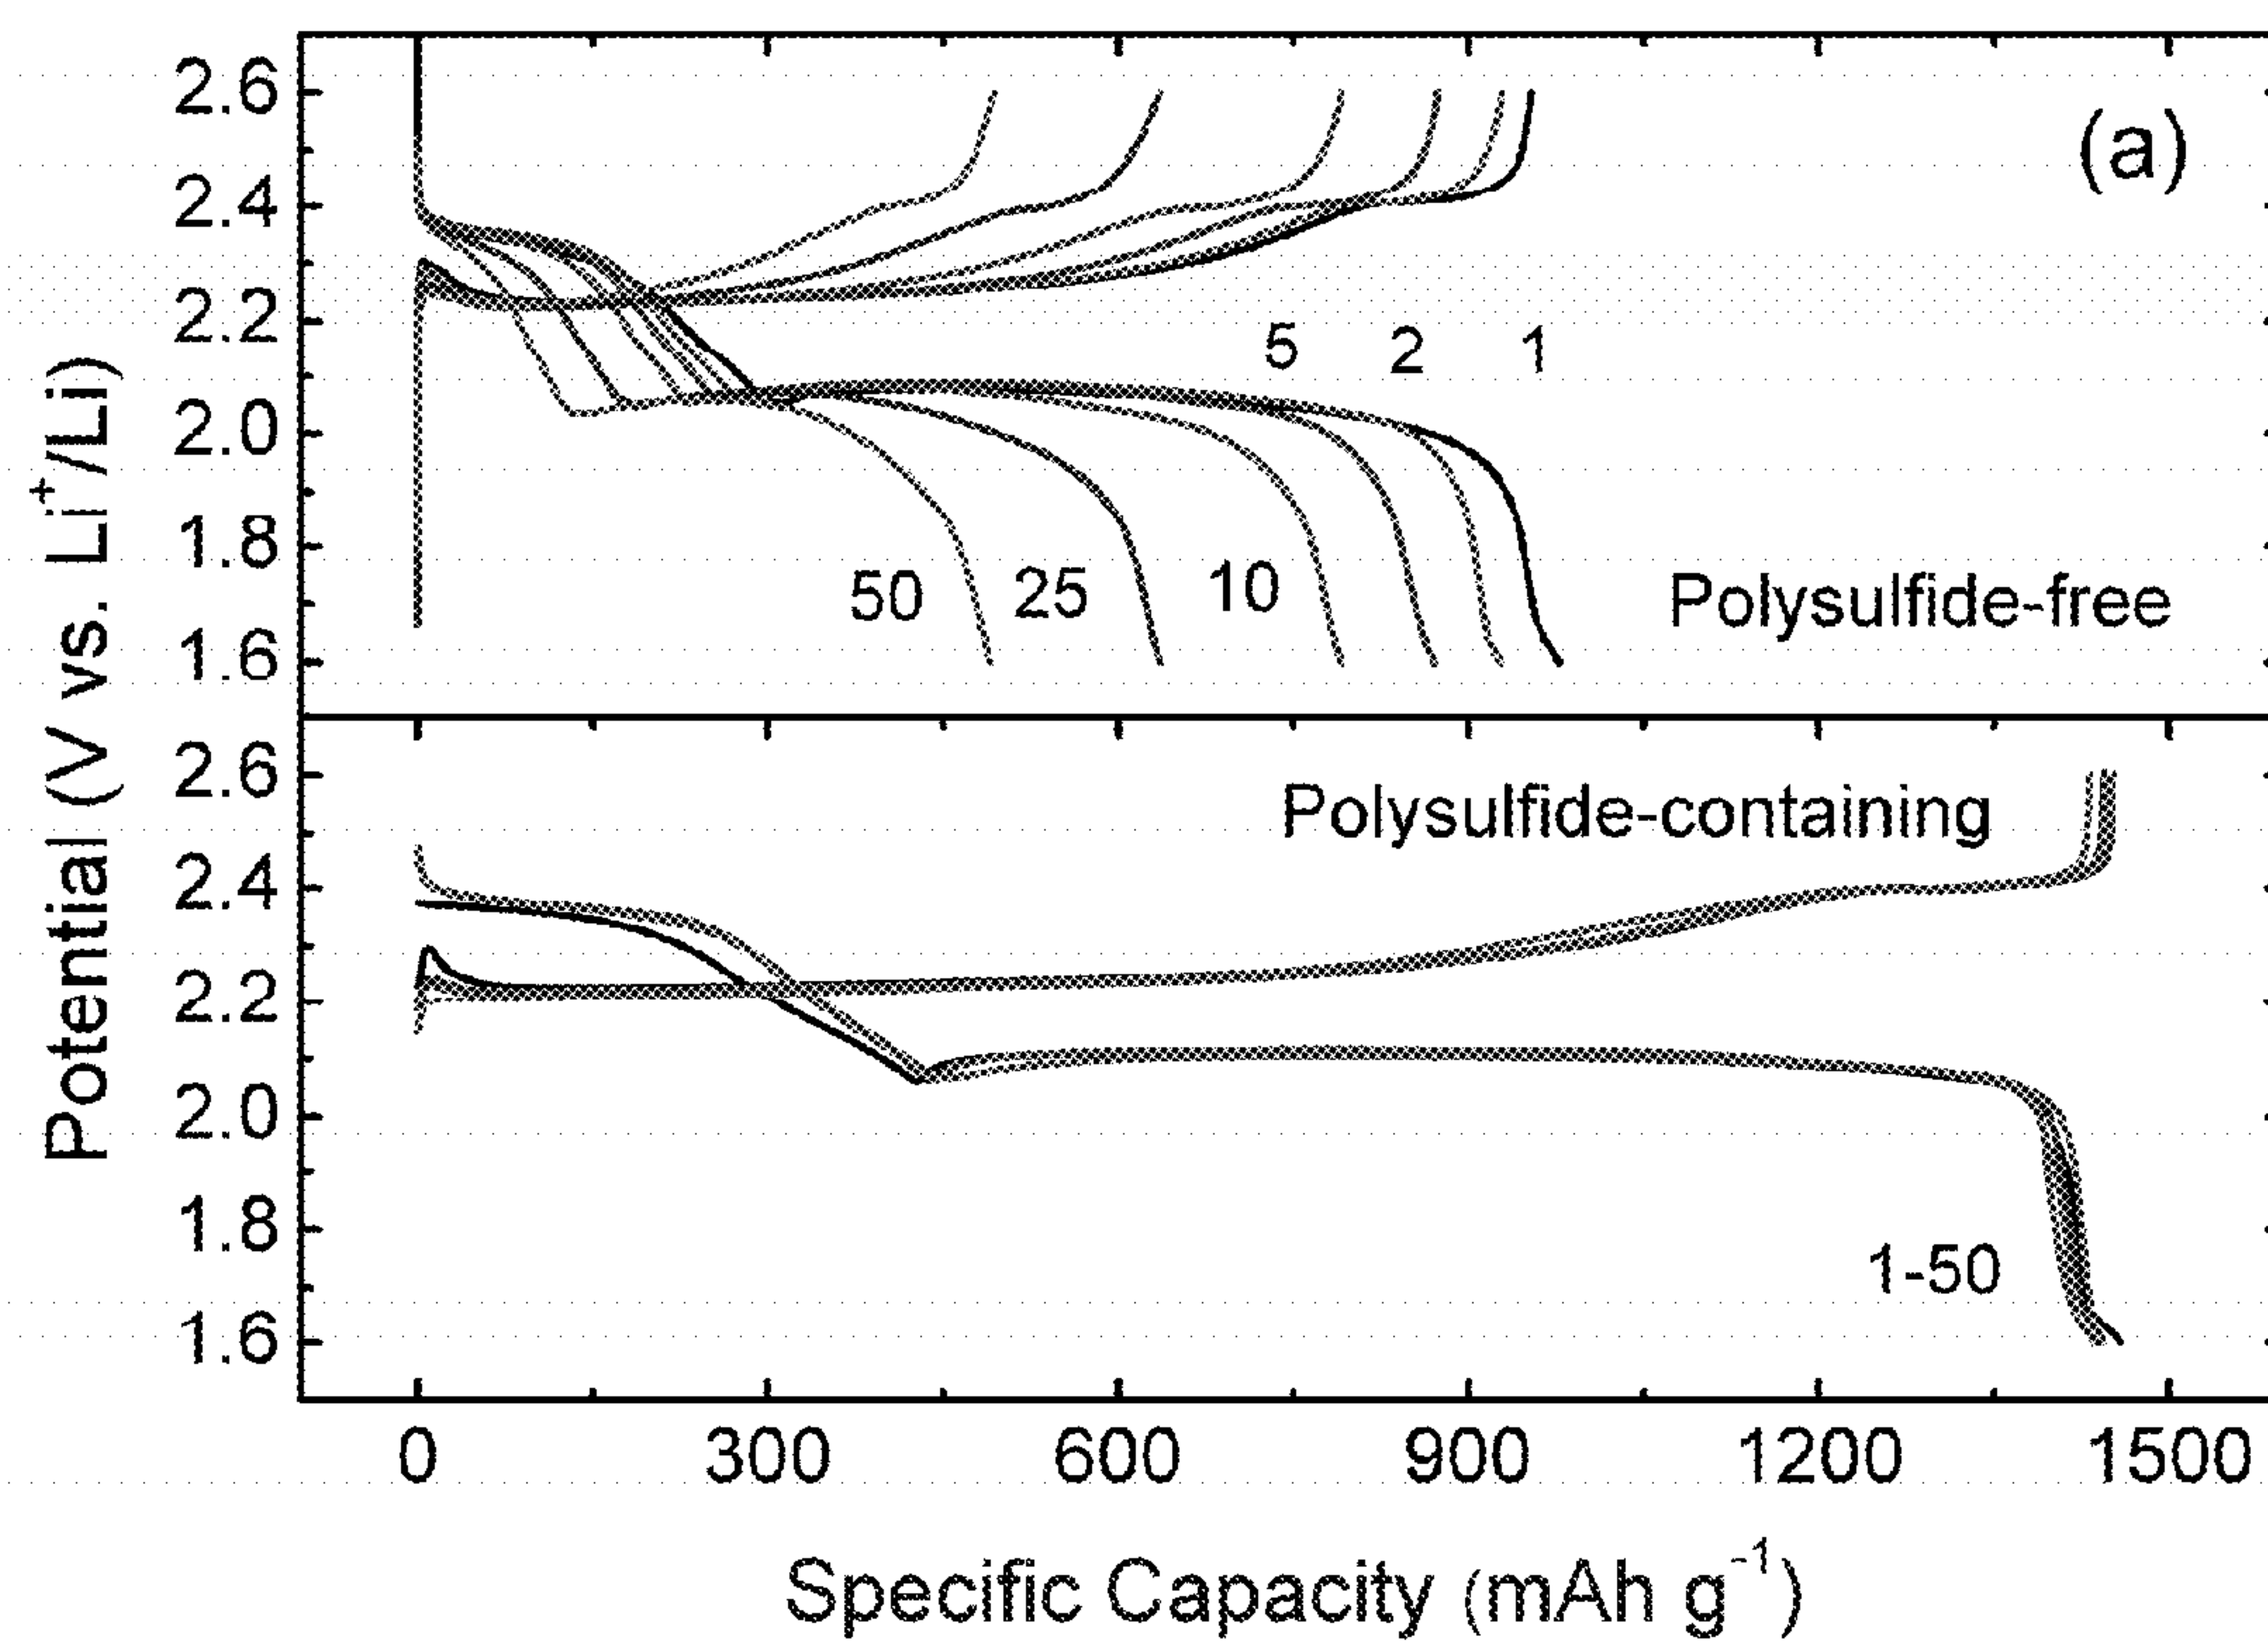 Potential (V vs. Li⁺/Li)
2.6
2.4
2.2
2.0
1.8
1.6
(a)
5 2 1
50 25 10
Polysulfide-free
2.6
2.4
2.2
2.0
1.8
1.6
Polysulfide-containing
1-50
0 300 600 900 1200 1500
Specific Capacity (mAh g⁻¹)